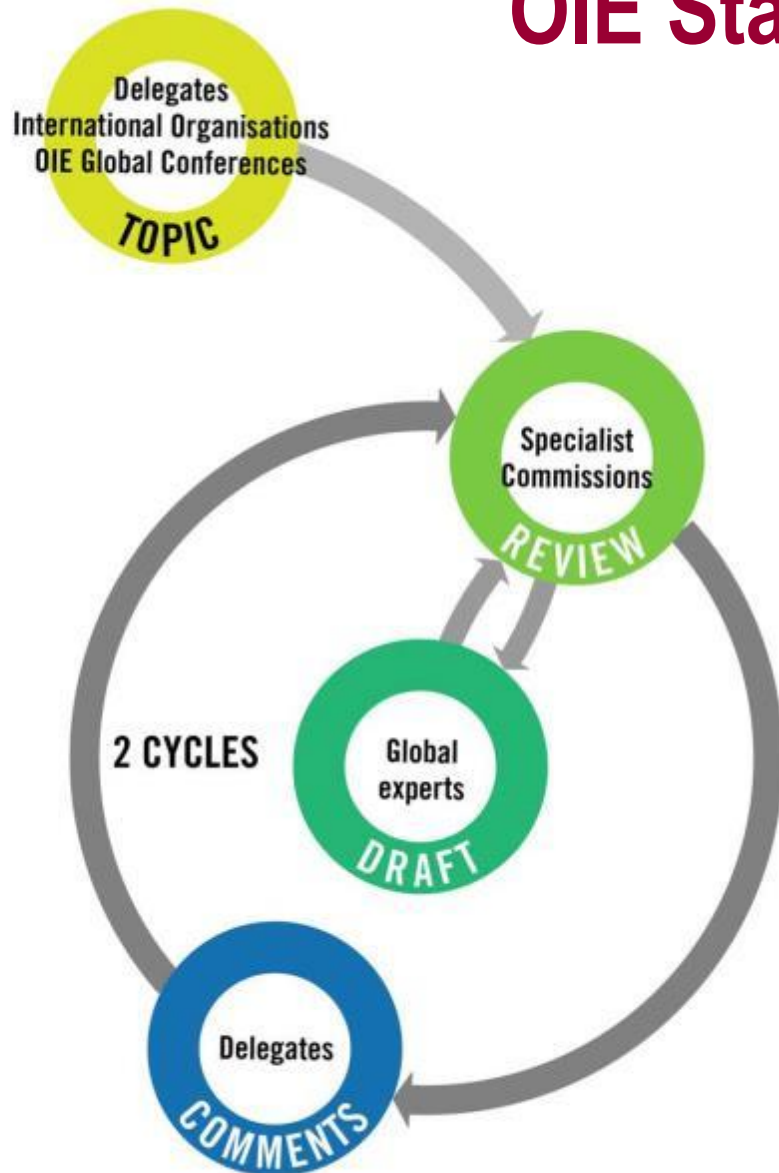 OIE Sta
Delegates
International Organisations
OIE Global Conferences
TOPIC
Specialist
Commissions
REVIEW
2 CYCLES
Global
experts
DRAFT
Delegates
COMMENTS